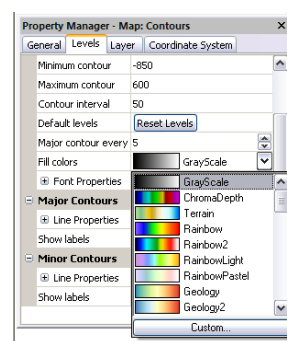 Property Manager - Map: Contours
General Levels Layer Coordinate System
Minimum contour -850
Maximum contour 600
Contour interval 50
Default levels Reset Levels
Major contour every 5
Fill colors GrayScale
Font Properties
Major Contours
Line Properties
Show labels
Minor Contours
Line Properties
Show labels
GrayScale
ChromaDepth
Terrain
Rainbow
Rainbow2
RainbowLight
RainbowPastel
Geology
Geology2
Custom...